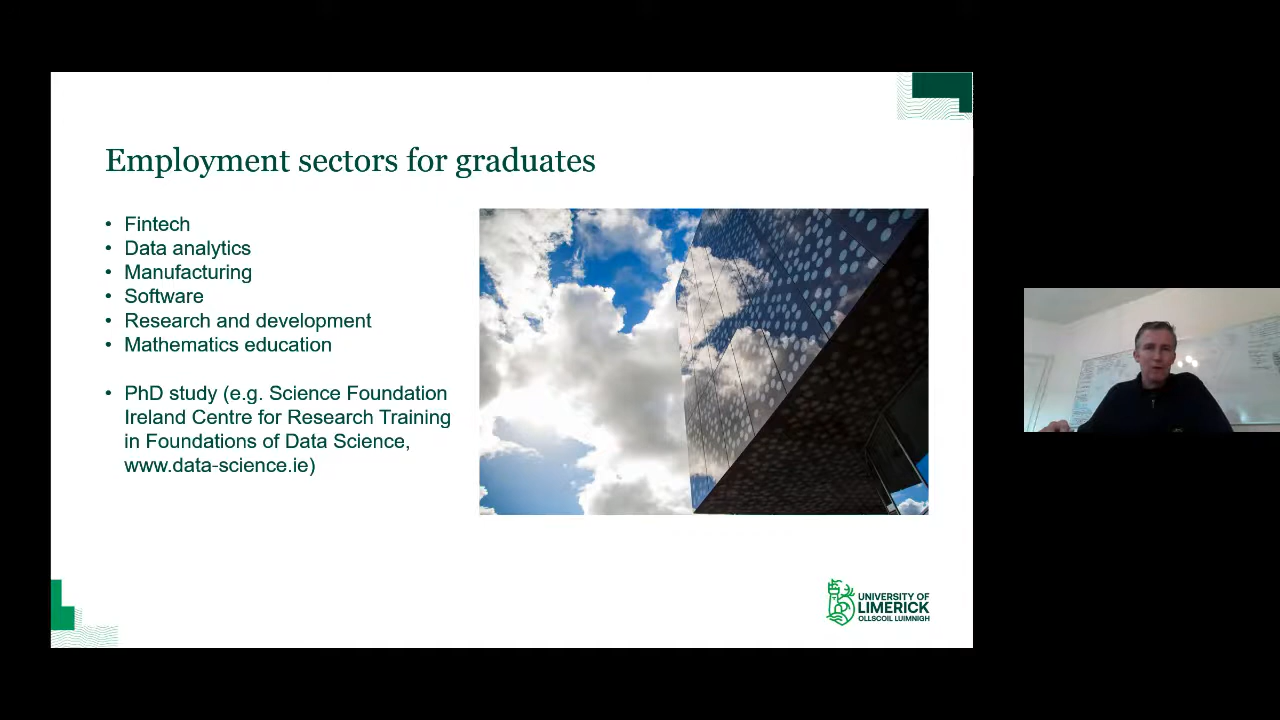 Employment sectors for graduates
• Fintech
• Data analytics
• Manufacturing
• Software
• Research and development
• Mathematics education
• PhD study (e.g. Science Foundation
Ireland Centre for Research Training
in Foundations of Data Science,
www.data-science.ie)
UNIVERSITY OF
LIMERICK
OLLSCOIL LUIMNIGH